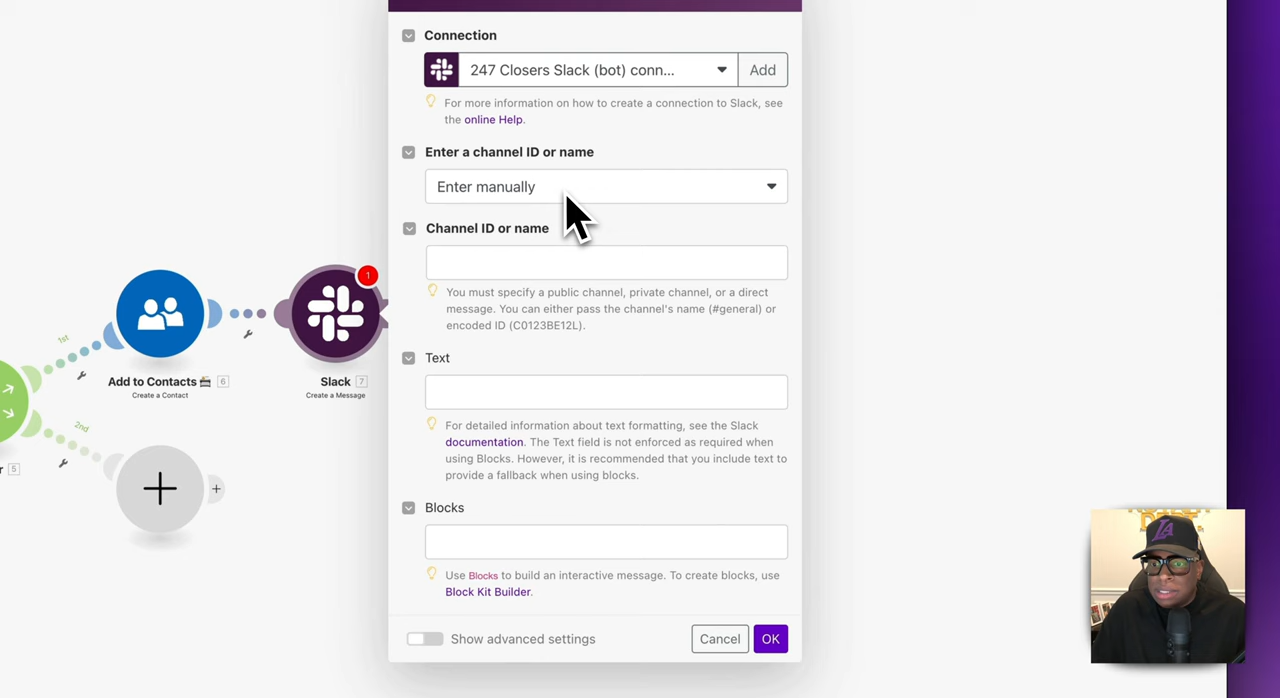 Connection
247 Closers Slack (bot) conn...
Add
For more information on how to create a connection to Slack, see
the online Help.
Enter a channel ID or name
Enter manually
Channel ID or name
You must specify a public channel, private channel, or a direct
message. You can either pass the channel's name (#general) or
encoded ID (C0123BE12L).
Text
For detailed information about text formatting, see the Slack
documentation. The Text field is not enforced as required when
using Blocks. However, it is recommended that you include text to
provide a fallback when using blocks.
Blocks
Use Blocks to build an interactive message. To create blocks, use
Block Kit Builder.
Show advanced settings
Cancel
OK
1st
Add to Contacts 6
Create a Contact
1
Slack 7
Create a Message
2nd
r 5
LA